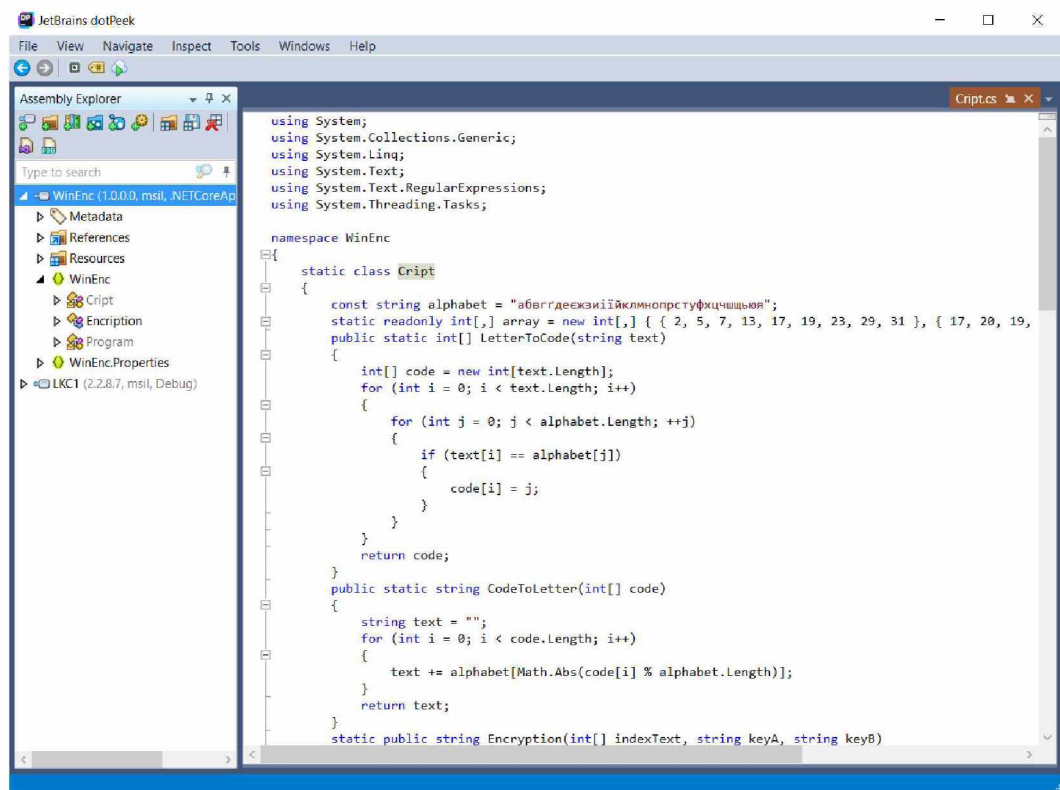 JetBrains dotPeek
File View Navigate Inspect Tools Windows Help
Assembly Explorer
Cript.cs
Type to search
WinEnc (1.0.0.0, msil, .NETCoreAp
Metadata
References
Resources
WinEnc
Cript
Encription
Program
WinEnc.Properties
LKC1 (2.2.8.7, msil, Debug)
using System;
using System.Collections.Generic;
using System.Linq;
using System.Text;
using System.Text.RegularExpressions;
using System.Threading.Tasks;
namespace WinEnc
{
static class Cript
{
const string alphabet = "абвгґдеєжзиіїйклмнопрстуфхцчшщьюя";
static readonly int[,] array = new int[,] { { 2, 5, 7, 13, 17, 19, 23, 29, 31 }, { 17, 20, 19,
public static int[] LetterToCode(string text)
{
int[] code = new int[text.Length];
for (int i = 0; i < text.Length; i++)
{
for (int j = 0; j < alphabet.Length; ++j)
{
if (text[i] == alphabet[j])
{
code[i] = j;
}
}
}
return code;
}
public static string CodeToLetter(int[] code)
{
string text = "";
for (int i = 0; i < code.Length; i++)
{
text += alphabet[Math.Abs(code[i] % alphabet.Length)];
}
return text;
}
static public string Encryption(int[] indexText, string keyA, string keyB)